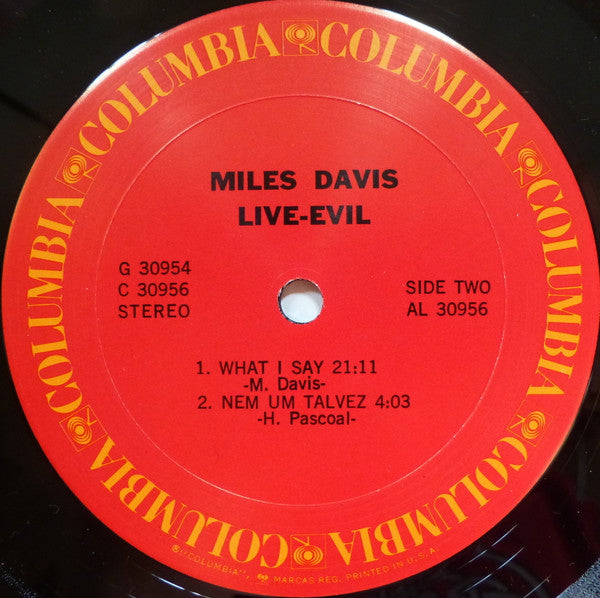 COLUMBIA COLUMBIA COLUMBIA COLUMBIA COLUMBIA COLUMBIA
MILES DAVIS
LIVE-EVIL
G 30954
C 30956
STEREO
SIDE TWO
AL 30956
1. WHAT I SAY 21:11
-M. Davis-
2. NEM UM TALVEZ 4:03
-H. Pascoal-
® "COLUMBIA", MARCAS REG. PRINTED IN U.S.A.